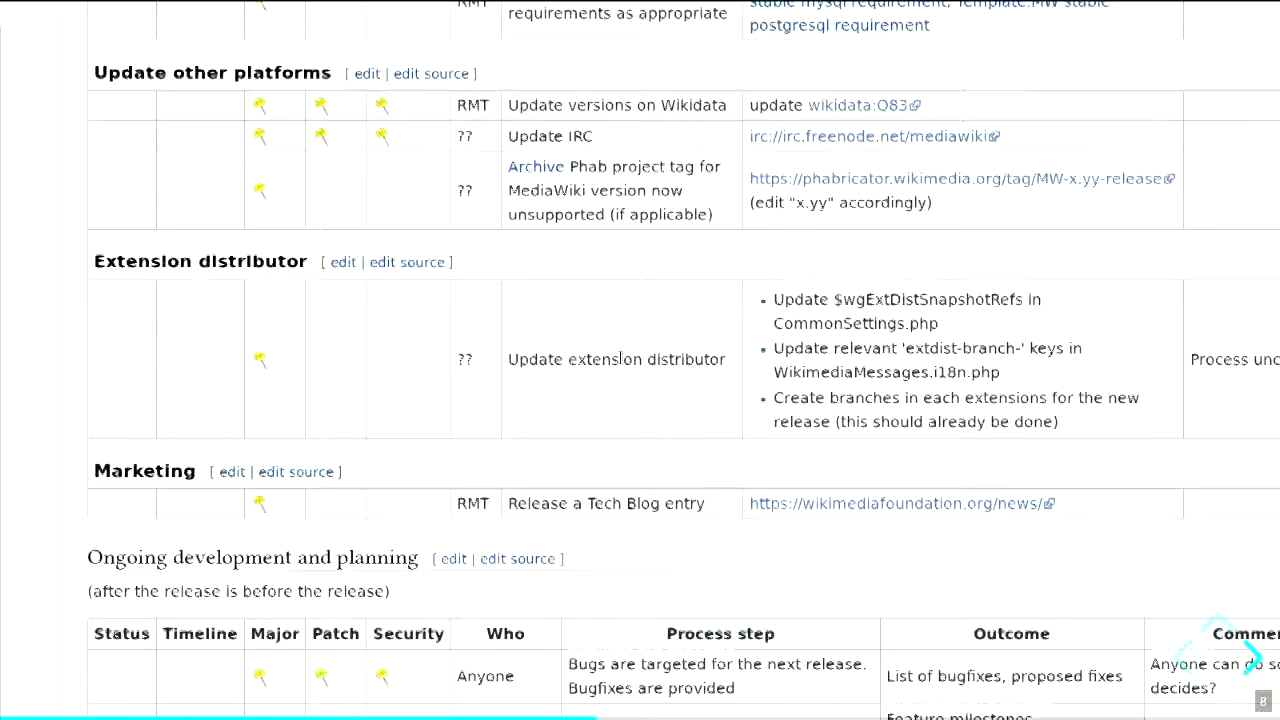 RMT
requirements as appropriate
stable mysql requirement, Template:MW stable
postgresql requirement
Update other platforms [ edit | edit source ]
RMT Update versions on Wikidata update wikidata:Q83
?? Update IRC irc://irc.freenode.net/mediawiki
Archive Phab project tag for
MediaWiki version now
unsupported (if applicable)
??
https://phabricator.wikimedia.org/tag/MW-x.yy-release
(edit "x.yy" accordingly)
Extension distributor [ edit | edit source ]
?? Update extension distributor
• Update $wgExtDistSnapshotRefs in
CommonSettings.php
• Update relevant 'extdist-branch-' keys in
WikimediaMessages.i18n.php
• Create branches in each extensions for the new
release (this should already be done)
Process unc
Marketing [ edit | edit source ]
RMT Release a Tech Blog entry https://wikimediafoundation.org/news/
Ongoing development and planning [ edit | edit source ]
(after the release is before the release)
Status Timeline Major Patch Security Who Process step Outcome Commen
Anyone
Bugs are targeted for the next release.
Bugfixes are provided
List of bugfixes, proposed fixes
Anyone can do so
decides?
Feature milestones
8